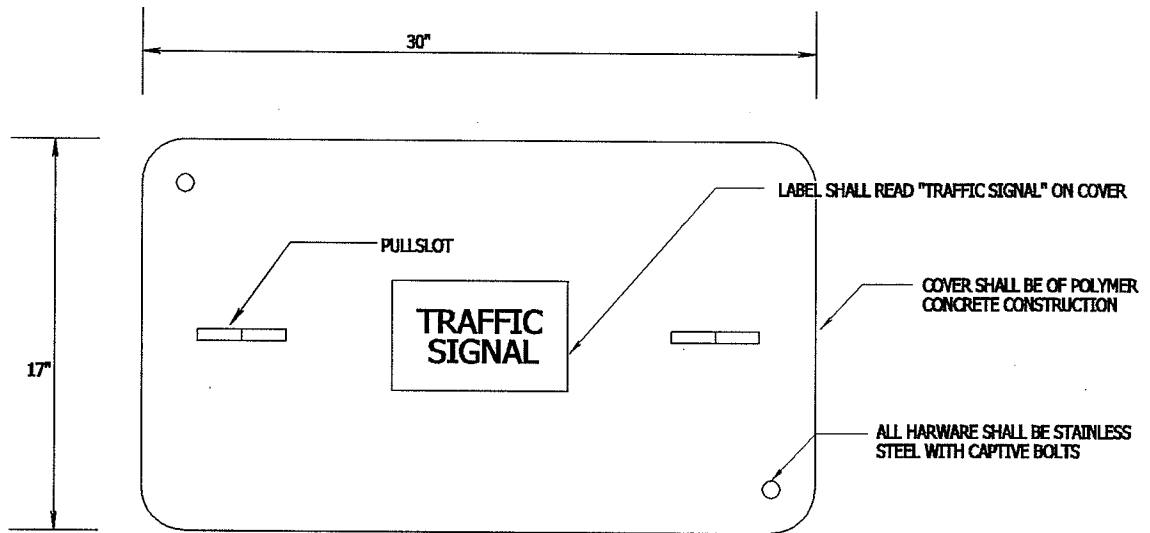 30"
LABEL SHALL READ "TRAFFIC SIGNAL" ON COVER
PULLSLOT
COVER SHALL BE OF POLYMER
CONCRETE CONSTRUCTION
TRAFFIC
SIGNAL
17"
ALL HARWARE SHALL BE STAINLESS
STEEL WITH CAPTIVE BOLTS